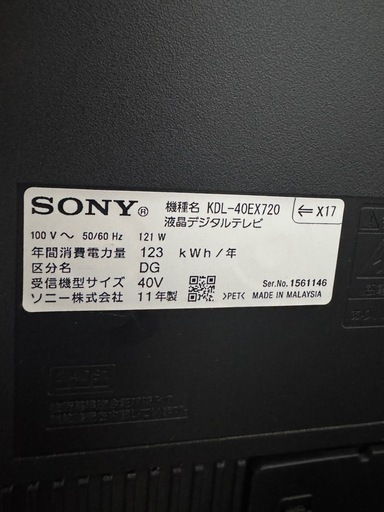 SONY® 機種名 KDL-40EX720 ⇐ X17
液晶デジタルテレビ
100 V ～ 50/60 Hz 121 W
年間消費電力量 123 kWh/年
区分名 DG
受信機型サイズ 40V Ser.No.1561146
ソニー株式会社 11年製 >PET< MADE IN MALAYSIA